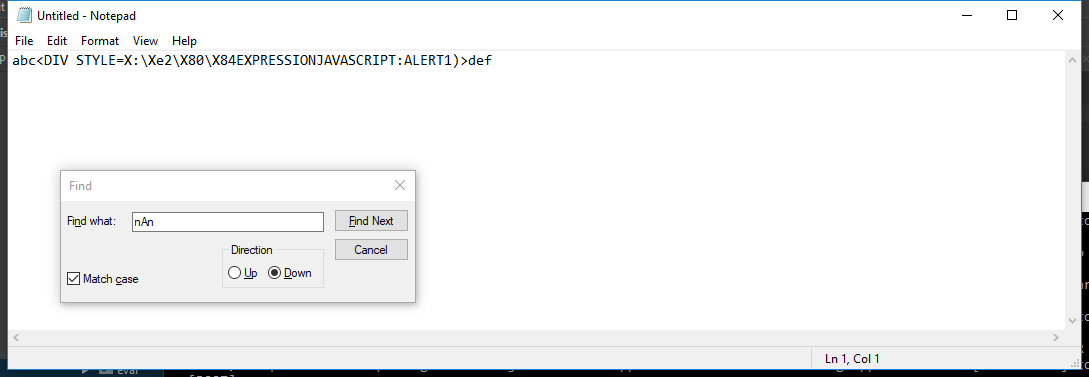 Untitled - Notepad
File Edit Format View Help
abc<DIV STYLE=X:\Xe2\X80\X84EXPRESSIONJAVASCRIPT:ALERT1)>def
Find
Find what: nAn Find Next
Direction Cancel
Up Down
Match case
Ln 1, Col 1
eval